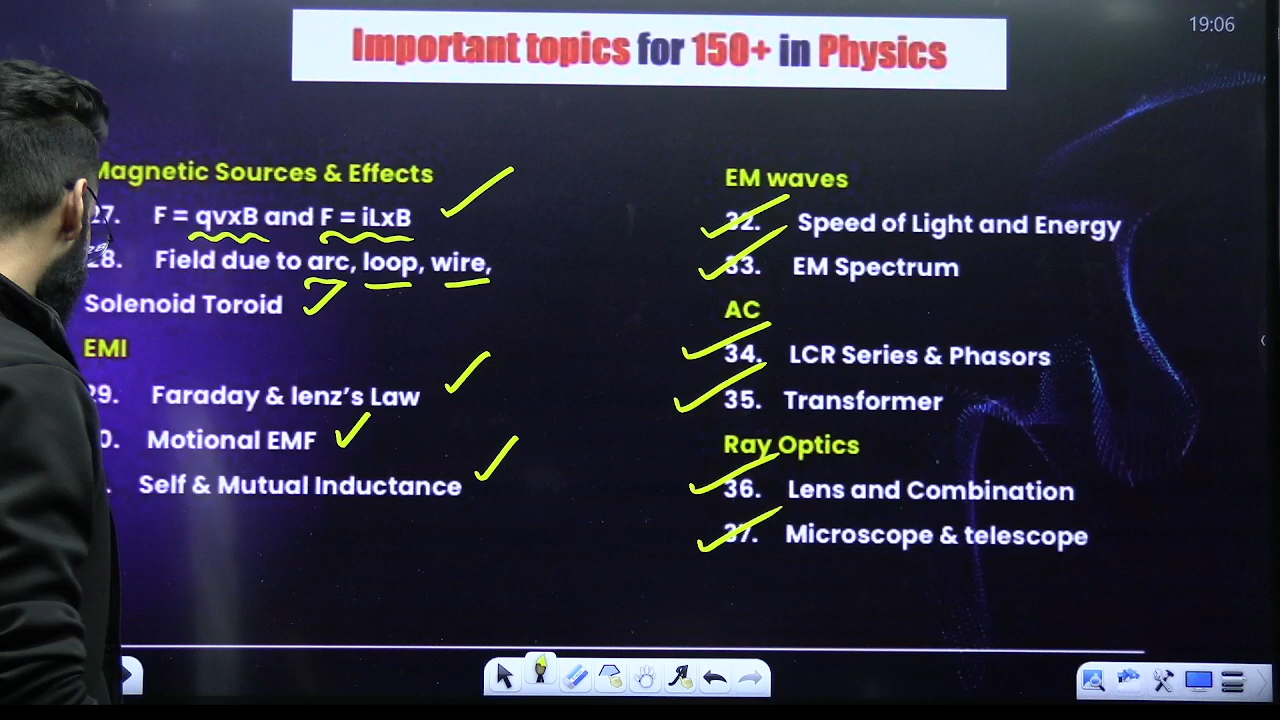 19:06
Important topics for 150+ in Physics
Magnetic Sources & Effects
27. F = qvxB and F = iLxB
28. Field due to arc, loop, wire,
Solenoid Toroid
EMI
29. Faraday & lenz's Law
0. Motional EMF
. Self & Mutual Inductance
EM waves
32. Speed of Light and Energy
33. EM Spectrum
AC
34. LCR Series & Phasors
35. Transformer
Ray Optics
36. Lens and Combination
37. Microscope & telescope